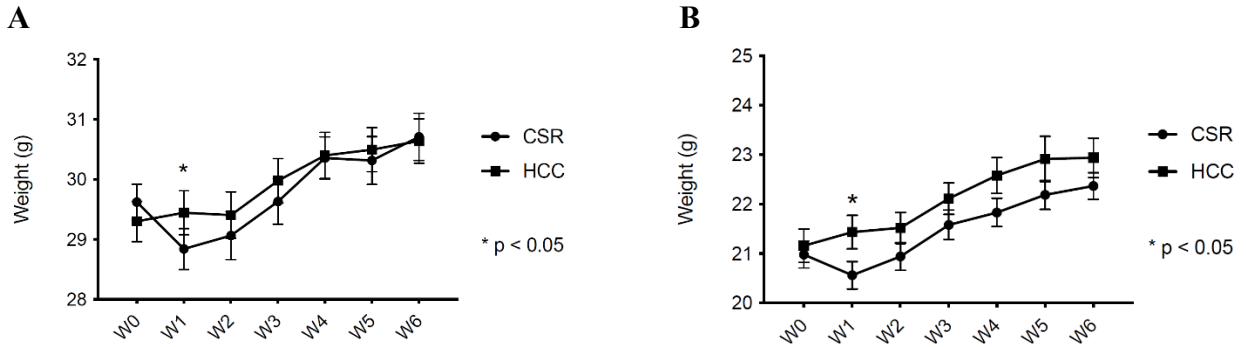 A
Weight (g)
32
31
30
29
28
W0 W1 W2 W3 W4 W5 W6
*
CSR
HCC
* p < 0.05
B
Weight (g)
25
24
23
22
21
20
W0 W1 W2 W3 W4 W5 W6
*
CSR
HCC
* p < 0.05